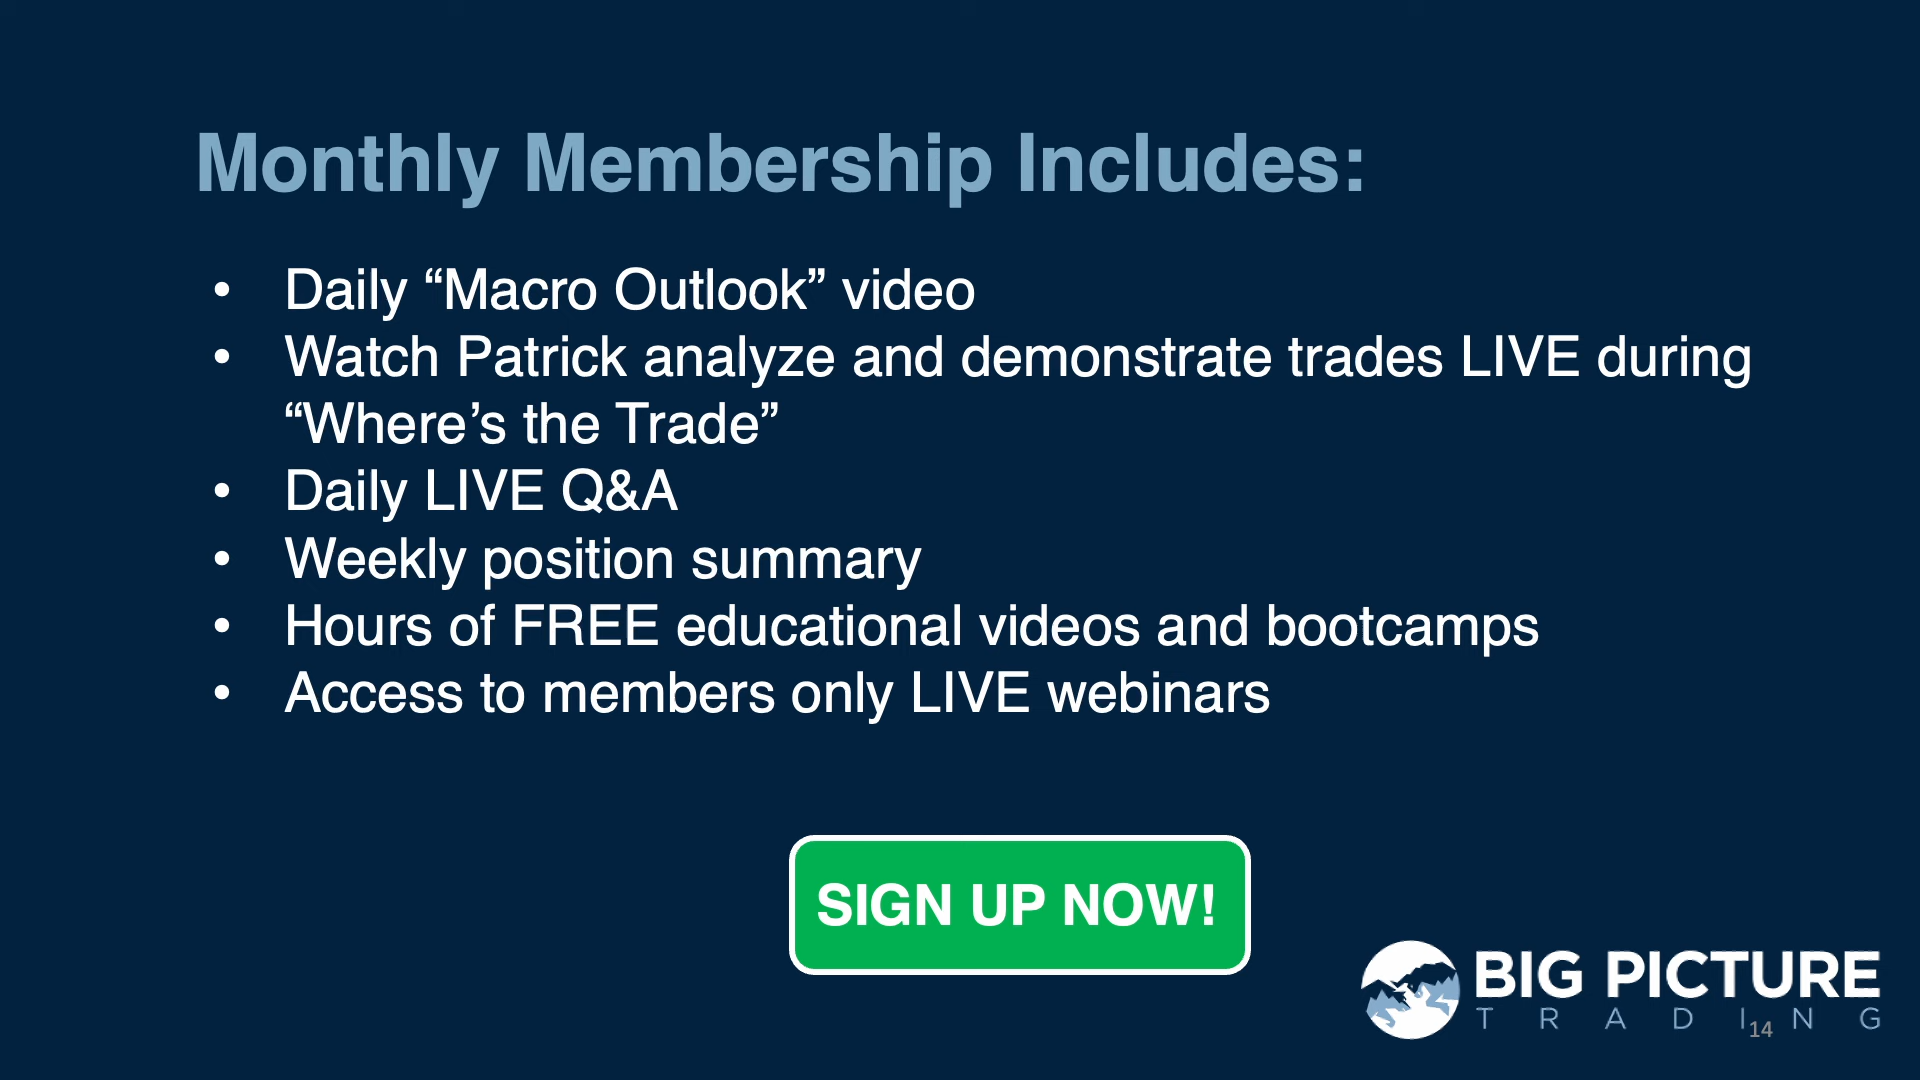 Monthly Membership Includes:
• Daily “Macro Outlook” video
• Watch Patrick analyze and demonstrate trades LIVE during
“Where’s the Trade”
• Daily LIVE Q&A
• Weekly position summary
• Hours of FREE educational videos and bootcamps
• Access to members only LIVE webinars
SIGN UP NOW!
BIG PICTURE
TRADING
14